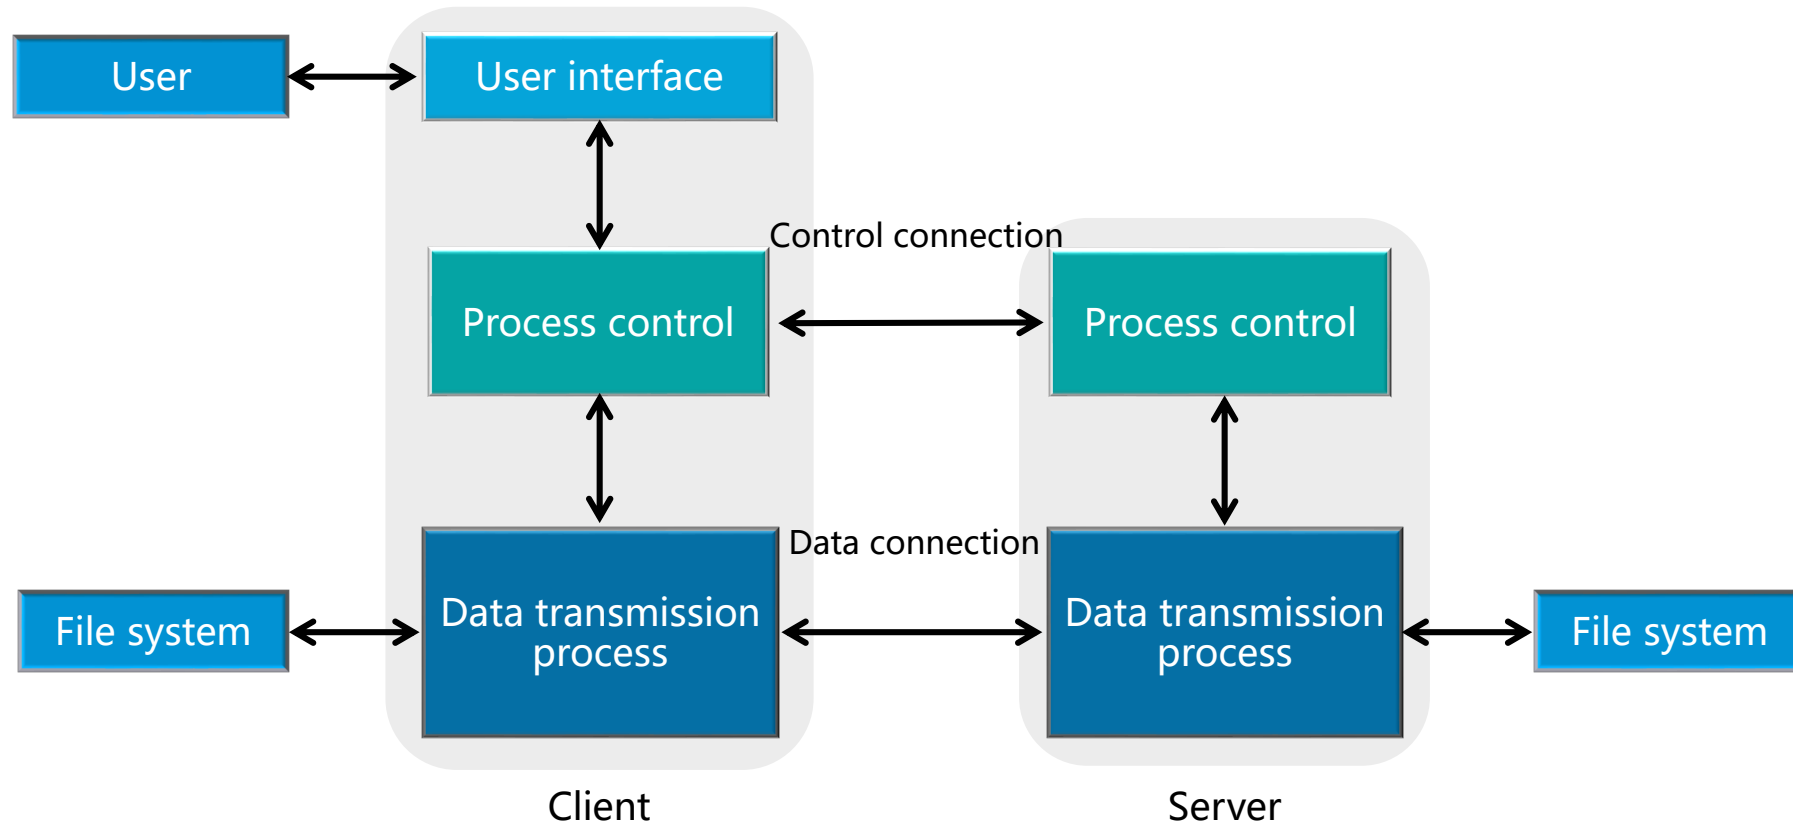 User
User interface
Control connection
Process control
Process control
Data connection
Data transmission
process
Data transmission
process
File system
File system
Client
Server